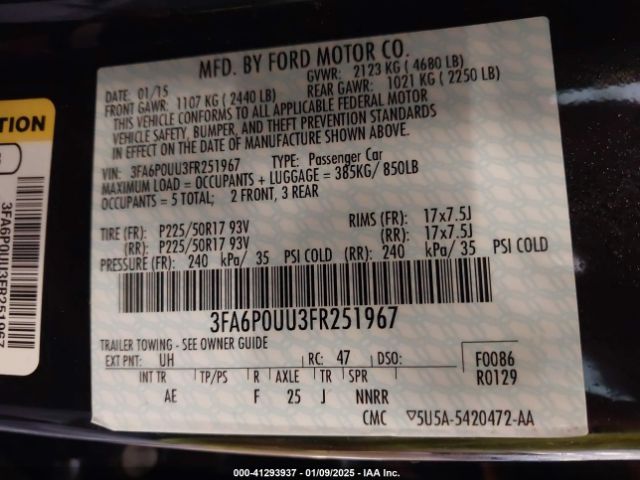 MFD. BY FORD MOTOR CO.
DATE: 01/15 GVWR: 2123 KG ( 4680 LB)
FRONT GAWR: 1107 KG ( 2440 LB) REAR GAWR: 1021 KG ( 2250 LB)
THIS VEHICLE CONFORMS TO ALL APPLICABLE FEDERAL MOTOR
VEHICLE SAFETY, BUMPER, AND THEFT PREVENTION STANDARDS
IN EFFECT ON THE DATE OF MANUFACTURE SHOWN ABOVE.
VIN: 3FA6P0UU3FR251967 TYPE: Passenger Car
MAXIMUM LOAD = OCCUPANTS + LUGGAGE = 385KG/ 850LB
OCCUPANTS = 5 TOTAL; 2 FRONT, 3 REAR
TIRE (FR): P225/50R17 93V RIMS (FR): 17x7.5J
(RR): P225/50R17 93V (RR): 17x7.5J
PRESSURE (FR): 240 kPa/ 35 PSI COLD (RR): 240 kPa/ 35 PSI COLD
3FA6P0UU3FR251967
TRAILER TOWING - SEE OWNER GUIDE
EXT PNT: UH RC: 47 DSO: F0086
R0129
INT TR TP/PS R AXLE TR SPR
AE F 25 J NNRR
CMC ▽5U5A-5420472-AA
TION
3FA6P0UU3FR251967
000-41293937 - 01/09/2025 - IAA Inc.